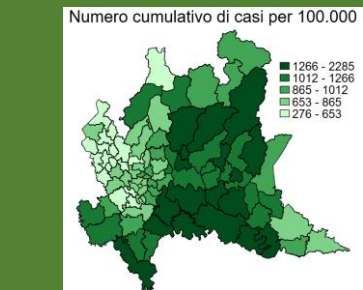 Numero cumulativo di casi per 100.000
1266 - 2285
1012 - 1266
865 - 1012
653 - 865
276 - 653